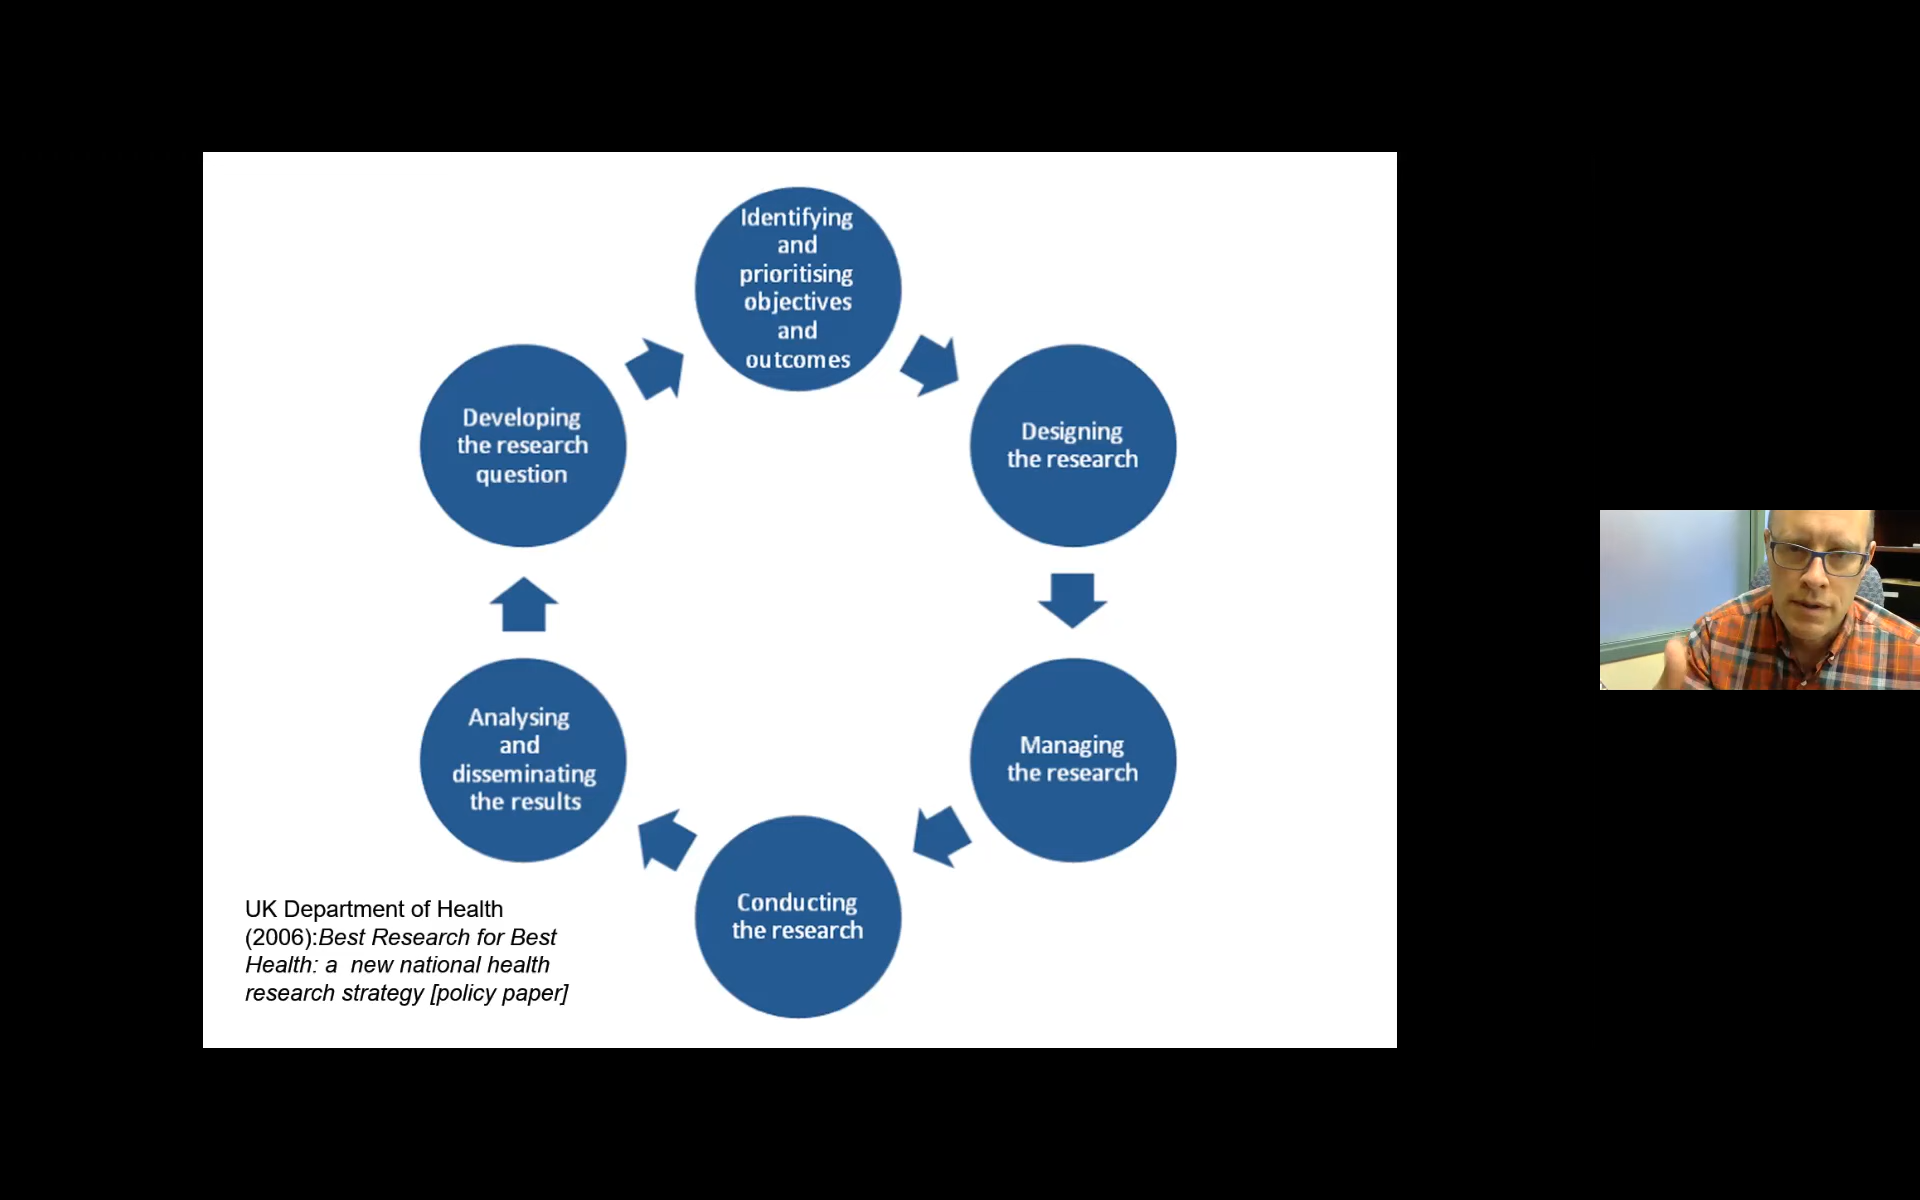 Identifying
and
prioritising
objectives
and
outcomes
Designing
the research
Managing
the research
Conducting
the research
Analysing
and
disseminating
the results
Developing
the research
question
UK Department of Health
(2006):Best Research for Best
Health: a  new national health
research strategy [policy paper]